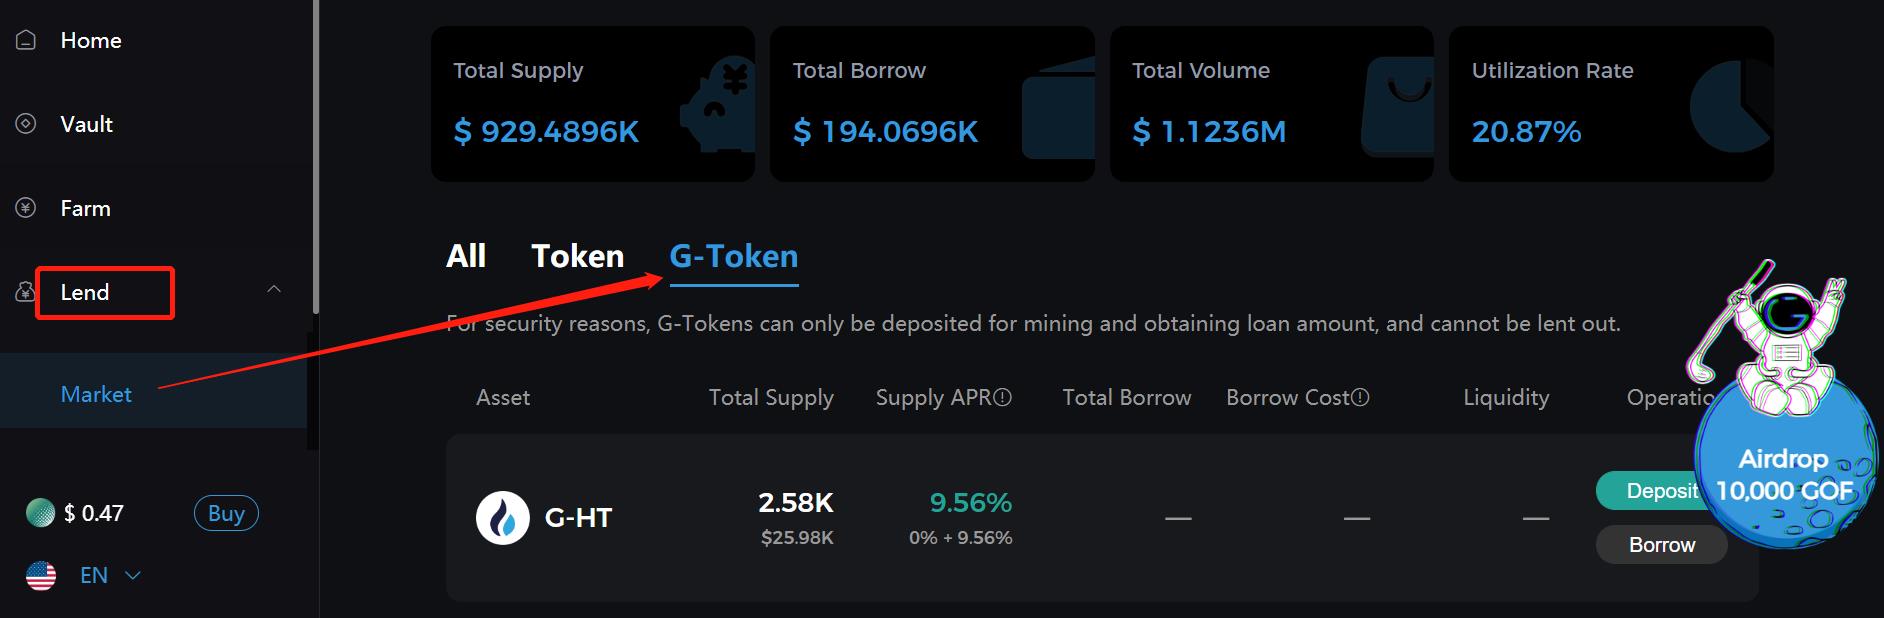 Home
Vault
Farm
Lend
Market
$ 0.47
Buy
EN
Total Supply
$ 929.4896K
Total Borrow
$ 194.0696K
Total Volume
$ 1.1236M
Utilization Rate
20.87%
All Token G-Token
For security reasons, G-Tokens can only be deposited for mining and obtaining loan amount, and cannot be lent out.
Asset Total Supply Supply APR Total Borrow Borrow Cost Liquidity Operatio
G-HT
2.58K
$25.98K
9.56%
0% + 9.56%
— — —
Deposit
Borrow
Airdrop
10,000 GOF